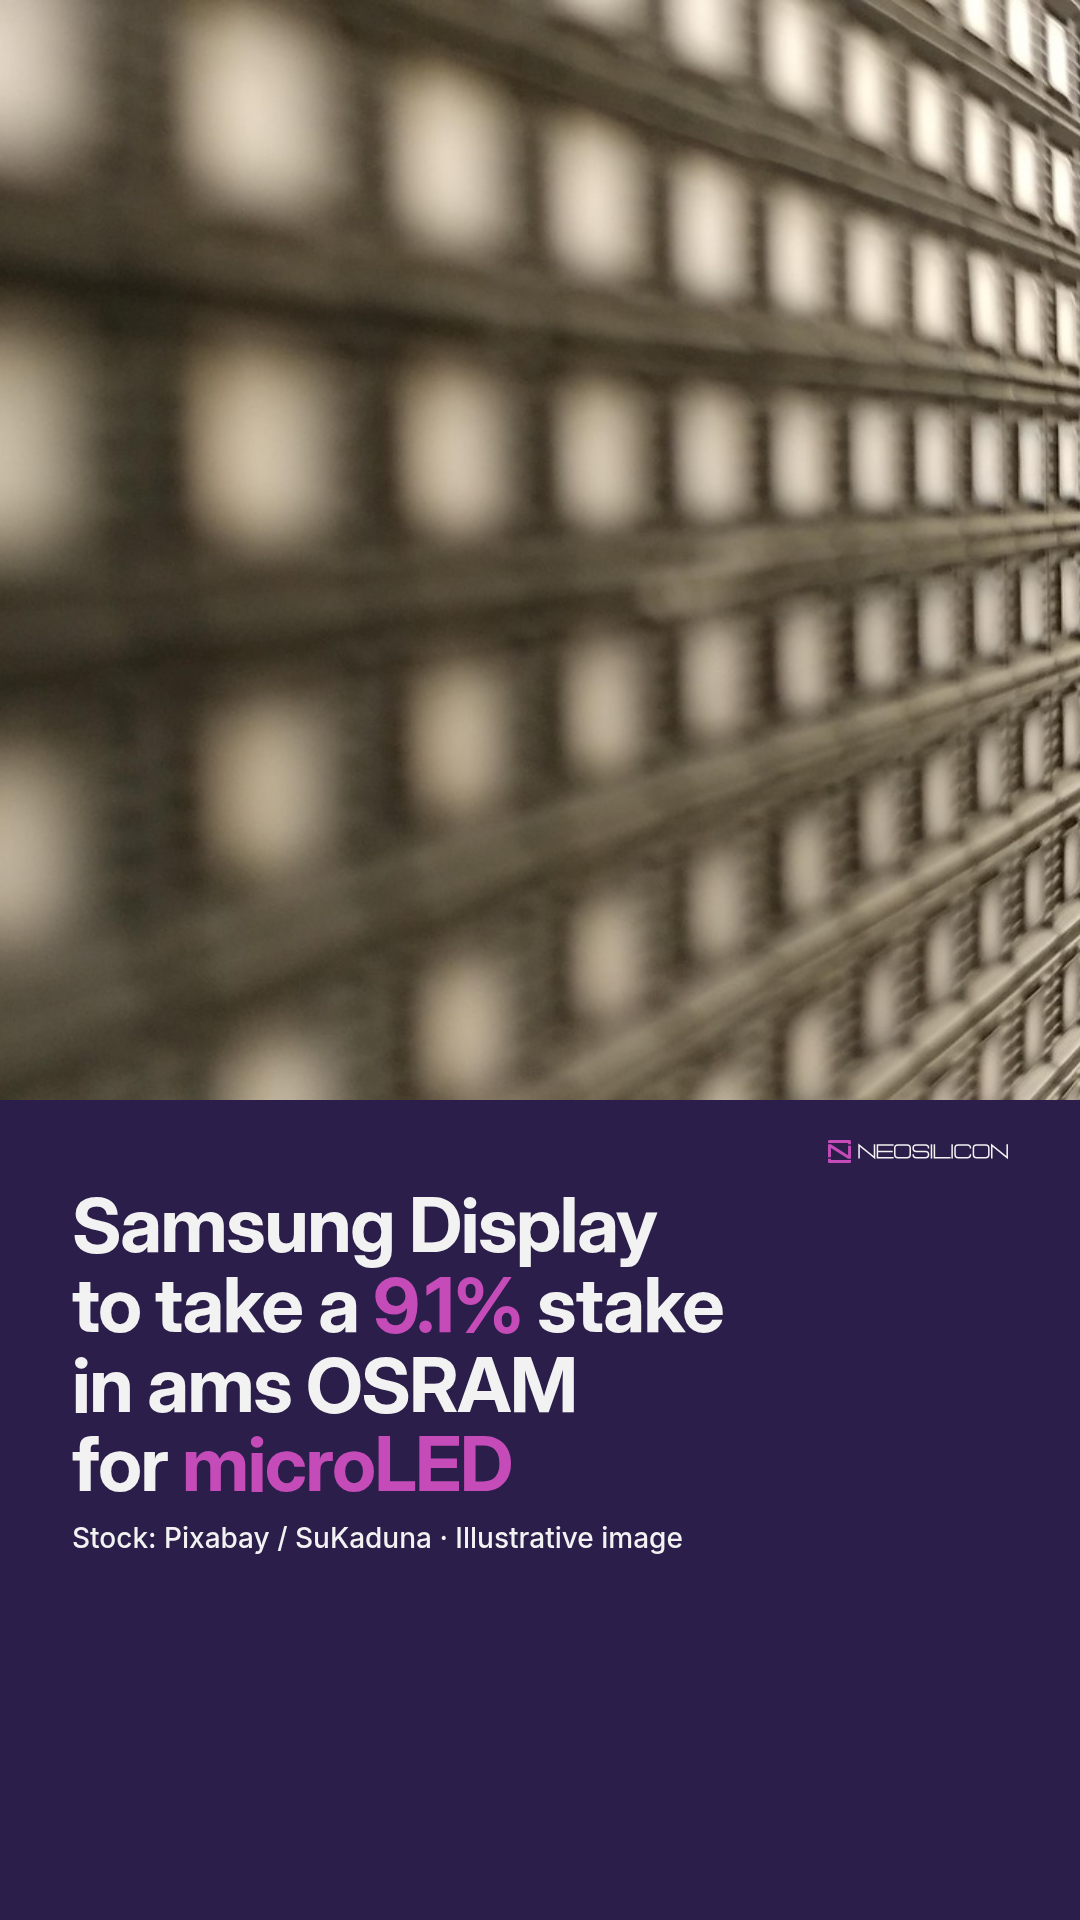 NEOSILICON
Samsung Display
to take a 9.1% stake
in ams OSRAM
for microLED
Stock: Pixabay / SuKaduna · Illustrative image